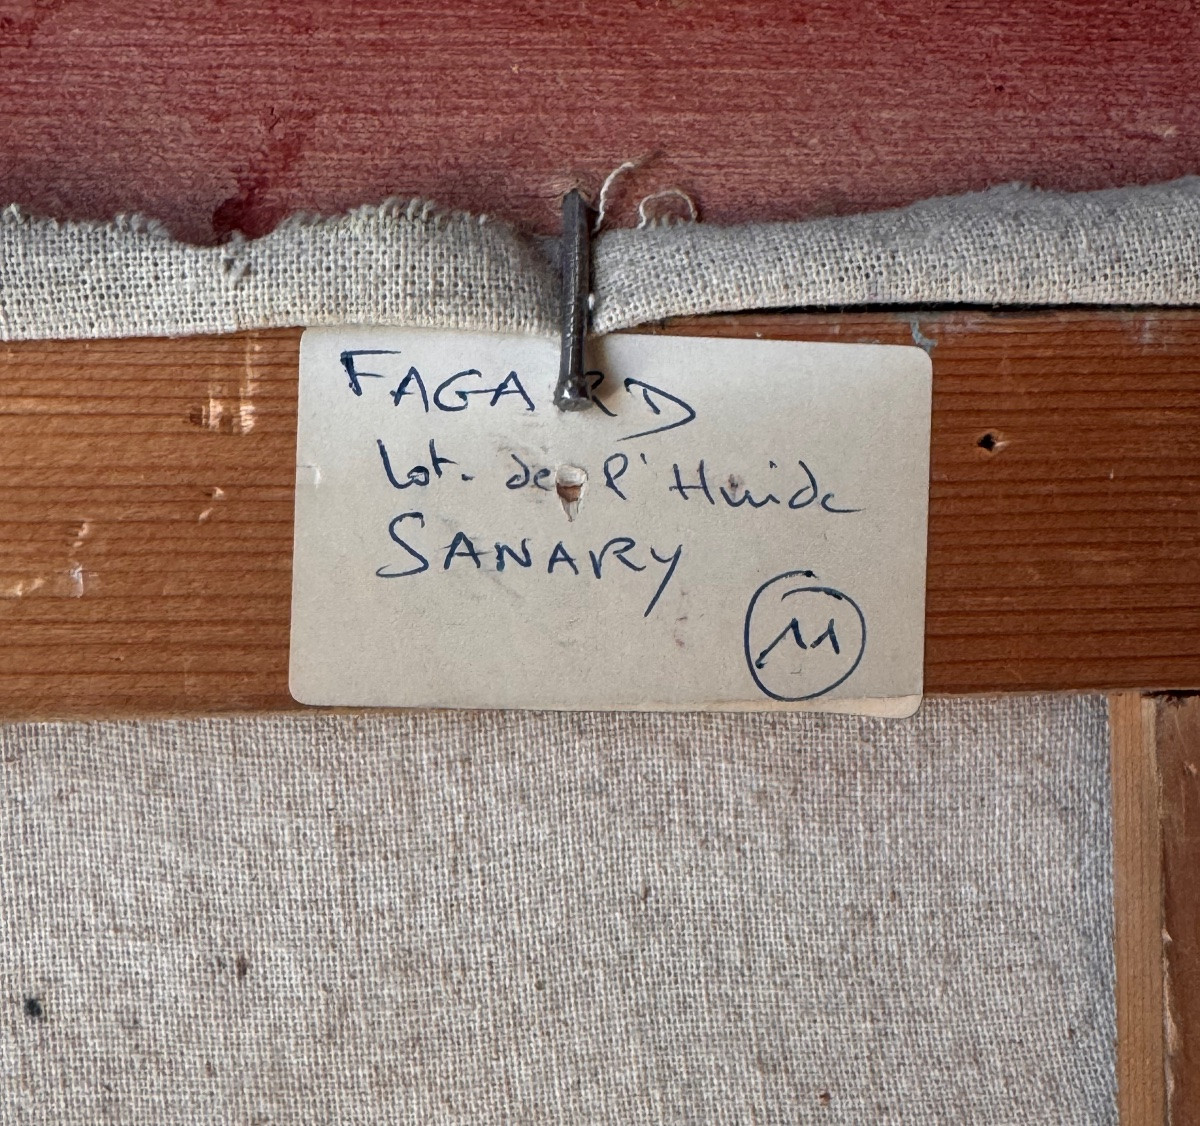 FAGARD
Lot. de l'Huide
SANARY
11